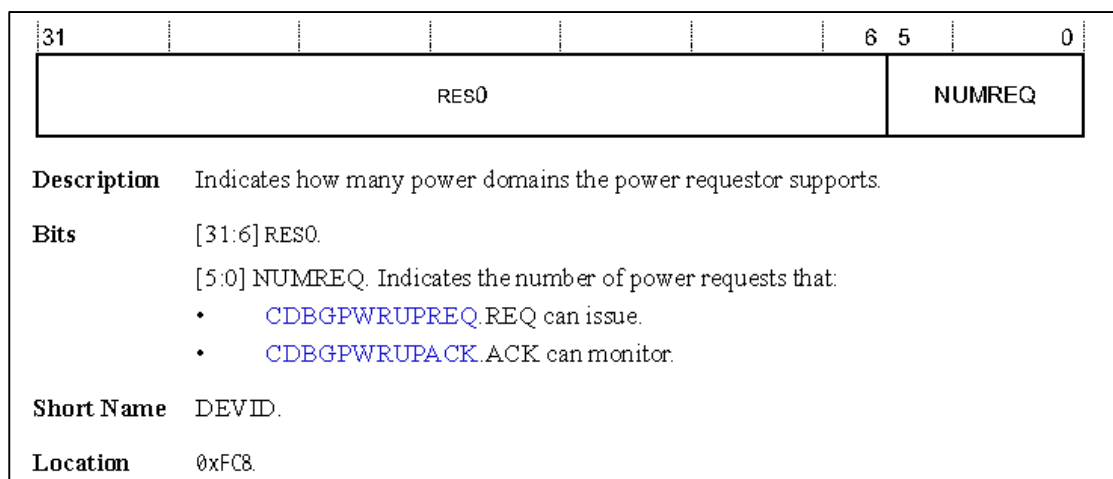 31 6 5 0
RES0 NUMREQ
Description Indicates how many power domains the power requestor supports.
Bits [31:6] RES0.
[5:0] NUMREQ. Indicates the number of power requests that:
• CDBGPWRUPREQ.REQ can issue.
• CDBGPWRUPACK.ACK can monitor.
Short Name DEVID.
Location 0xFC8.